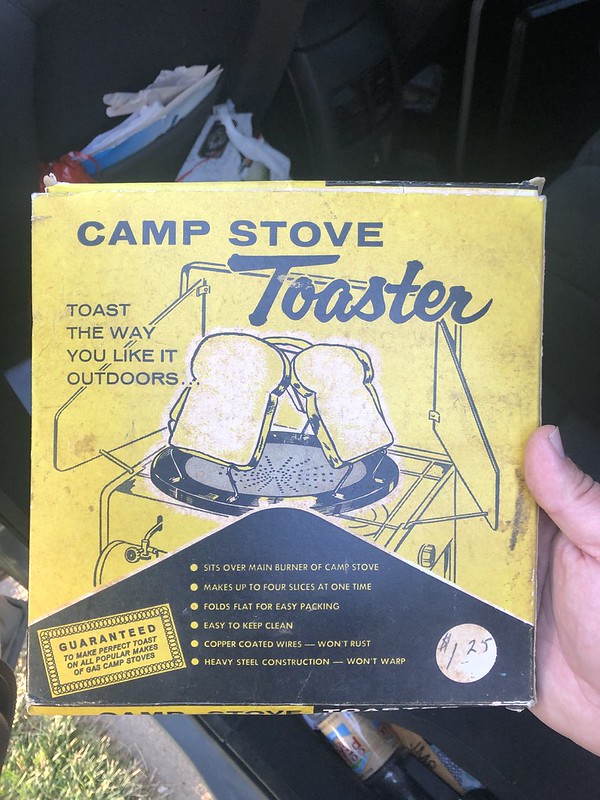 CAMP STOVE
Toaster
TOAST
THE WAY
YOU LIKE IT
OUTDOORS...
SITS OVER MAIN BURNER OF CAMP STOVE
MAKES UP TO FOUR SLICES AT ONE TIME
FOLDS FLAT FOR EASY PACKING
EASY TO KEEP CLEAN
COPPER COATED WIRES — WON'T RUST
HEAVY STEEL CONSTRUCTION — WON'T WARP
GUARANTEED
TO MAKE PERFECT TOAST
ON ALL POPULAR MAKES
OF GAS CAMP STOVES
$1.25
CAMP STOVE